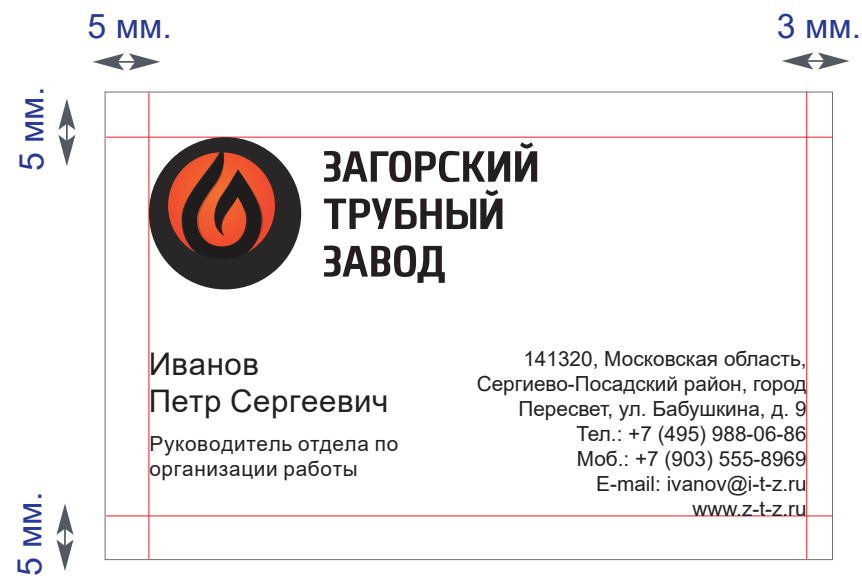 5 мм.
3 мм.
5 мм.
ЗАГОРСКИЙ
ТРУБНЫЙ
ЗАВОД
Иванов
Петр Сергеевич
Руководитель отдела по
организации работы
141320, Московская область,
Сергиево-Посадский район, город
Пересвет, ул. Бабушкина, д. 9
Тел.: +7 (495) 988-06-86
Моб.: +7 (903) 555-8969
E-mail: ivanov@i-t-z.ru
www.z-t-z.ru
5 мм.